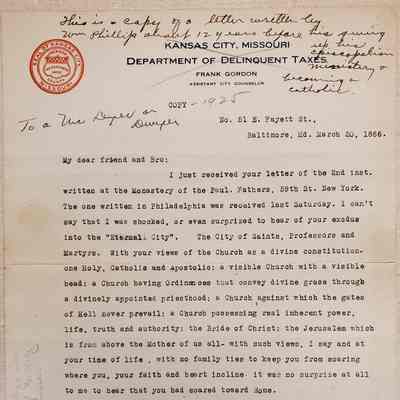 This is a copy of a letter written by
Wm Phillips about 12 years before his giving
up his
episcopalian
ministry &
becoming a
catholic.
KANSAS CITY, MISSOURI
DEPARTMENT OF DELINQUENT TAXES
FRANK GORDON
ASSISTANT CITY COUNSELOR
COPY - 1925
To a Mr. Dwyer or
Dwyer
No. 51 E. Fayett St.,
Baltimore, Md. March 20, 1866.
My dear friend and Bro:
I just received your letter of the 2nd inst.
written at the Monastery of the Paul. Fathers, 59th St. New York.
The one written in Philadelphia was received last Saturday. I can't
say that I was shocked, or even surprized to hear of your exodus
into the "Eternal City". The City of Saints, Professors and
Martyrs. With your views of the Church as a divine constitution-
one Holy, Catholic and Apostolic: a visible Church with a visible
head: a Church having Ordinances that convey divine grass through
a divinely appointed priesthood: a Church against which the gates
of Hell never prevail: a Church possessing real inherent power,
life, truth and authority: the Bride of Christ: the Jerusalem which
is from above the Mother of us all- with such views, I say and at
your time of life , with no family ties to keep you from soaring
where you, your faith and heart incline it was no surprise at all
to me to hear that you had soared toward Rome.